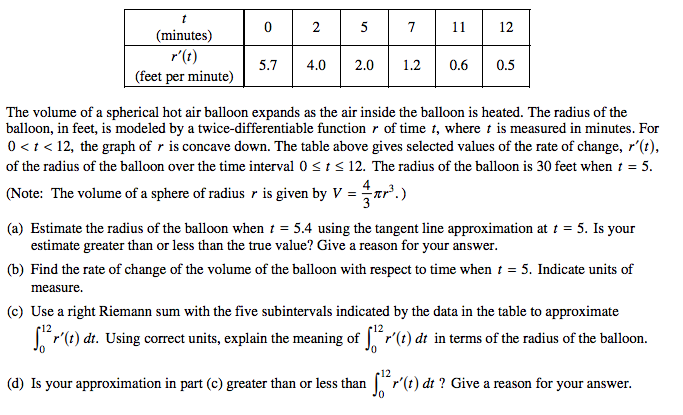 t
(minutes) 0 2 5 7 11 12
r′(t)
(feet per minute) 5.7 4.0 2.0 1.2 0.6 0.5
The volume of a spherical hot air balloon expands as the air inside the balloon is heated. The radius of the
balloon, in feet, is modeled by a twice-differentiable function r of time t, where t is measured in minutes. For
0 < t < 12, the graph of r is concave down. The table above gives selected values of the rate of change, r′(t),
of the radius of the balloon over the time interval 0 ≤ t ≤ 12. The radius of the balloon is 30 feet when t = 5.
(Note: The volume of a sphere of radius r is given by V = 4/3 πr³.)
(a) Estimate the radius of the balloon when t = 5.4 using the tangent line approximation at t = 5. Is your
estimate greater than or less than the true value? Give a reason for your answer.
(b) Find the rate of change of the volume of the balloon with respect to time when t = 5. Indicate units of
measure.
(c) Use a right Riemann sum with the five subintervals indicated by the data in the table to approximate
∫₀¹² r′(t) dt. Using correct units, explain the meaning of ∫₀¹² r′(t) dt in terms of the radius of the balloon.
(d) Is your approximation in part (c) greater than or less than ∫₀¹² r′(t) dt ? Give a reason for your answer.